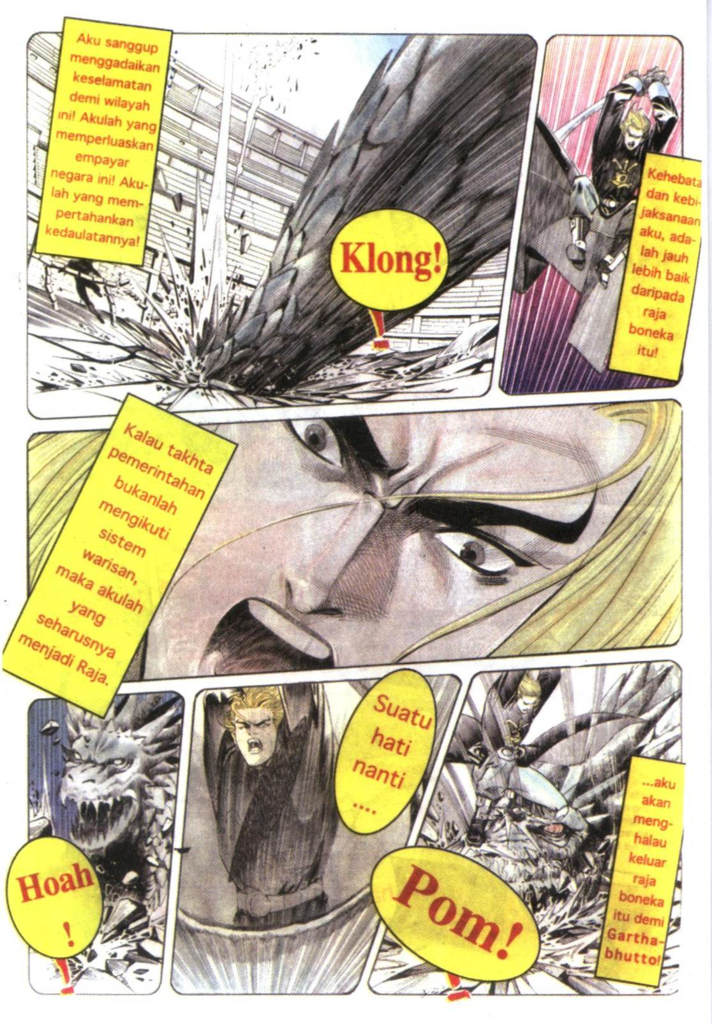 Aku sanggup
menggadaikan
keselamatan
demi wilayah
ini! Akulah yang
memperluaskan
empayar
negara ini! Aku-
lah yang mem-
pertahankan
kedaulatannya!
Klong!
Kehebata
dan kebi-
jaksanaan
aku, ada-
lah jauh
lebih baik
daripada
raja
boneka
itu!
Kalau takhta
pemerintahan
bukanlah
mengikuti
sistem
warisan,
maka akulah
yang
seharusnya
menjadi Raja.
Hoah
!
Suatu
hati
nanti
....
Pom!
...aku
akan
meng-
halau
keluar
raja
boneka
itu demi
Gartha-
bhutto!